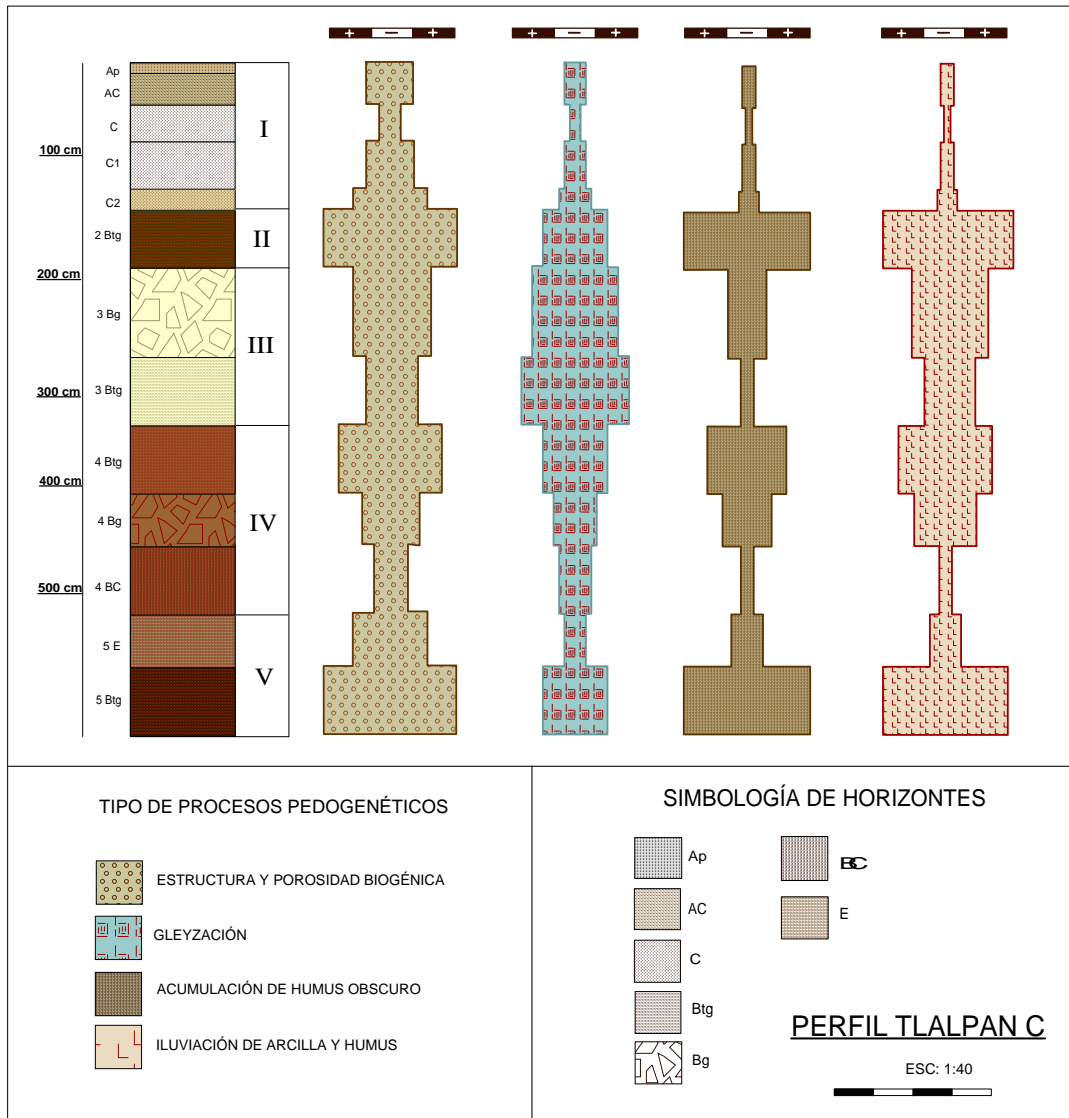 + − +
+ − +
+ − +
+ − +
Ap
AC
C
I
100 cm
C1
C2
2 Btg
II
200 cm
3 Bg
III
300 cm
3 Btg
4 Btg
400 cm
4 Bg
IV
500 cm
4 BC
5 E
V
5 Btg
TIPO DE PROCESOS PEDOGENÉTICOS
ESTRUCTURA Y POROSIDAD BIOGÉNICA
GLEYZACIÓN
ACUMULACIÓN DE HUMUS OBSCURO
ILUVIACIÓN DE ARCILLA Y HUMUS
SIMBOLOGÍA DE HORIZONTES
Ap
AC
C
Btg
Bg
BC
E
PERFIL TLALPAN C
ESC: 1:40